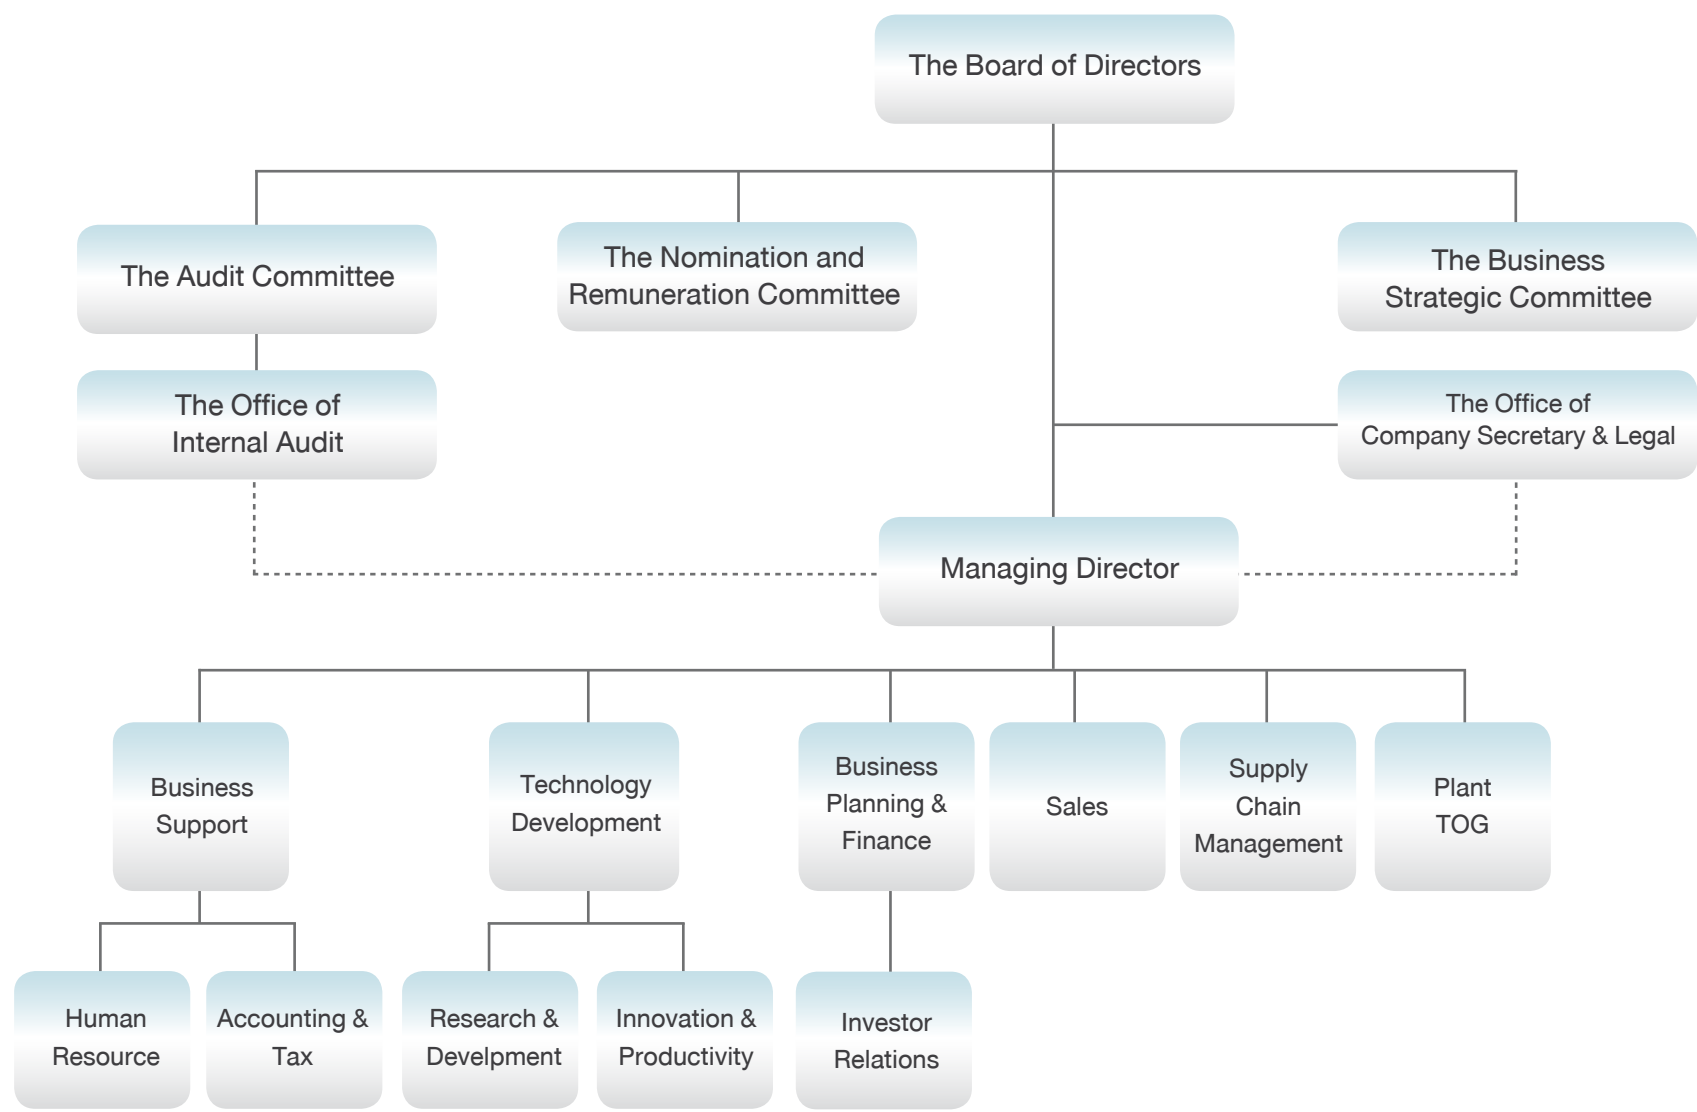 The Board of Directors
The Audit Committee
The Nomination and
Remuneration Committee
The Business
Strategic Committee
The Office of
Internal Audit
The Office of
Company Secretary & Legal
Managing Director
Business
Support
Technology
Development
Business
Planning &
Finance
Sales
Supply
Chain
Management
Plant
TOG
Human
Resource
Accounting &
Tax
Research &
Develpment
Innovation &
Productivity
Investor
Relations